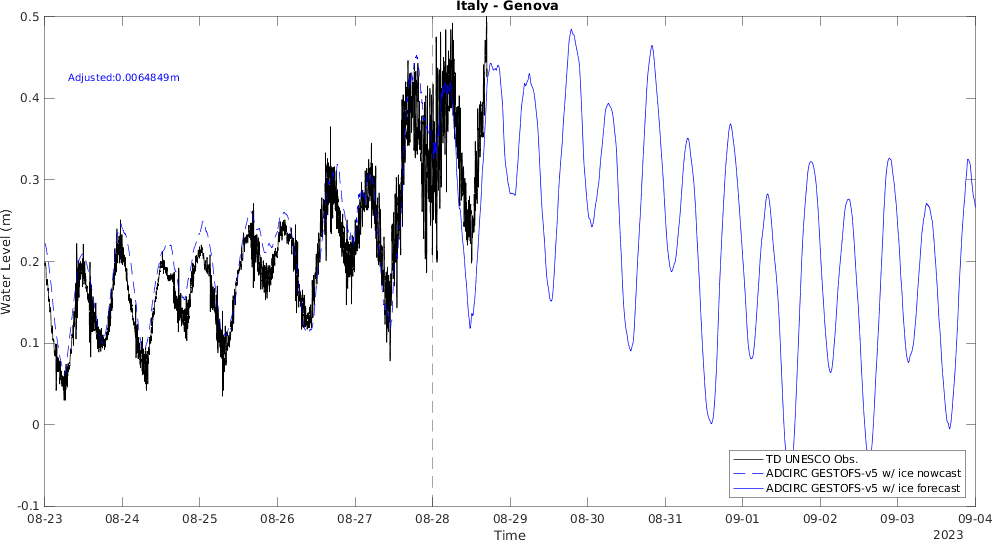 Italy - Genova
Adjusted:0.0064849m
Water Level (m)
0.5
0.4
0.3
0.2
0.1
0
-0.1
TD UNESCO Obs.
ADCIRC GESTOFS-v5 w/ ice nowcast
ADCIRC GESTOFS-v5 w/ ice forecast
08-23 08-24 08-25 08-26 08-27 08-28 08-29 08-30 08-31 09-01 09-02 09-03 09-04
Time
2023